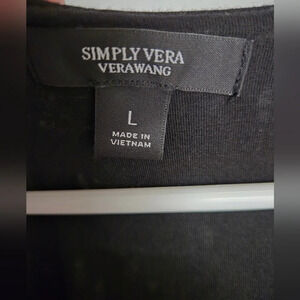 SIMPLY VERA
VERAWANG
L
MADE IN
VIETNAM